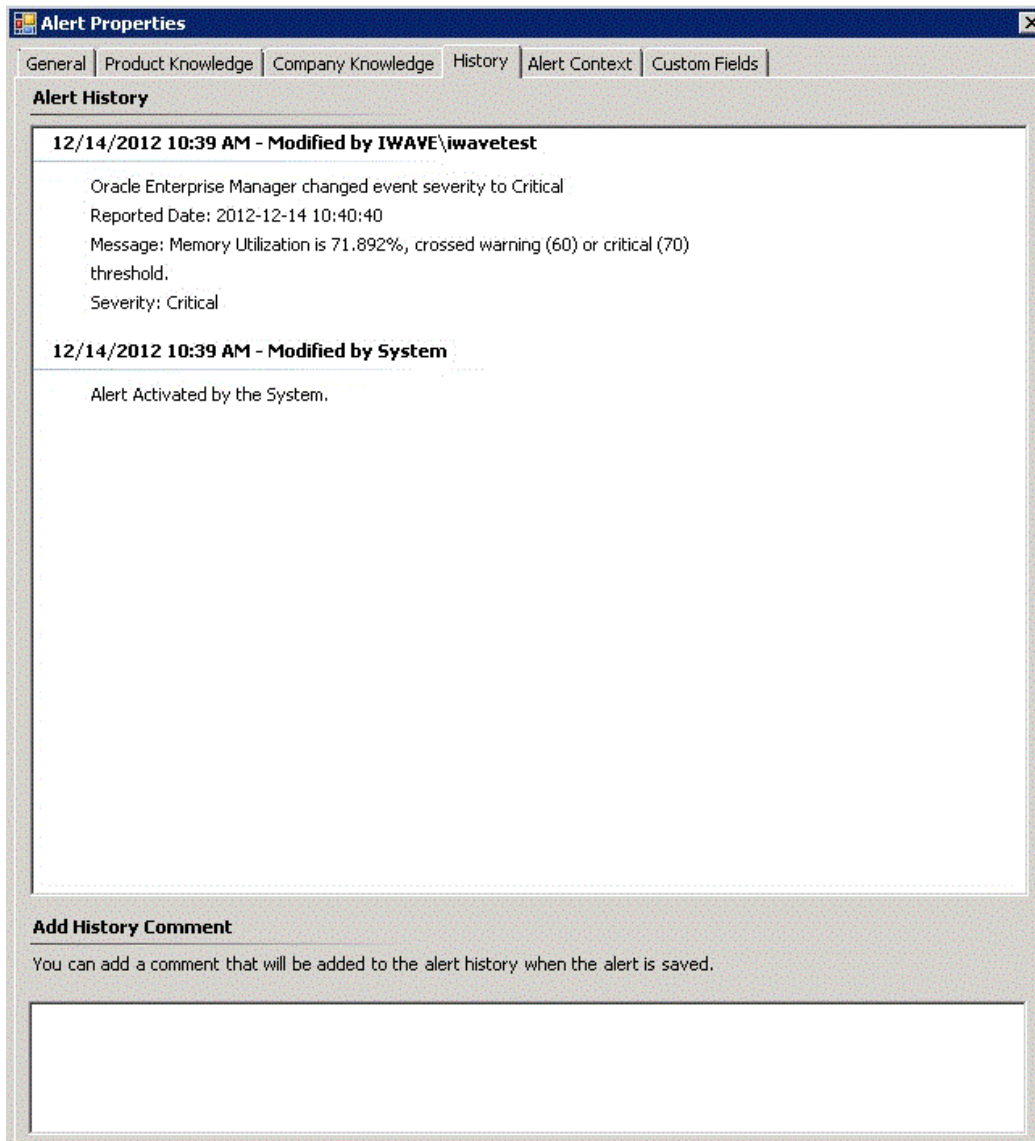 Alert Properties
General Product Knowledge Company Knowledge History Alert Context Custom Fields
Alert History
12/14/2012 10:39 AM - Modified by IWAVE\iwavetest
Oracle Enterprise Manager changed event severity to Critical
Reported Date: 2012-12-14 10:40:40
Message: Memory Utilization is 71.892%, crossed warning (60) or critical (70)
threshold.
Severity: Critical
12/14/2012 10:39 AM - Modified by System
Alert Activated by the System.
Add History Comment
You can add a comment that will be added to the alert history when the alert is saved.